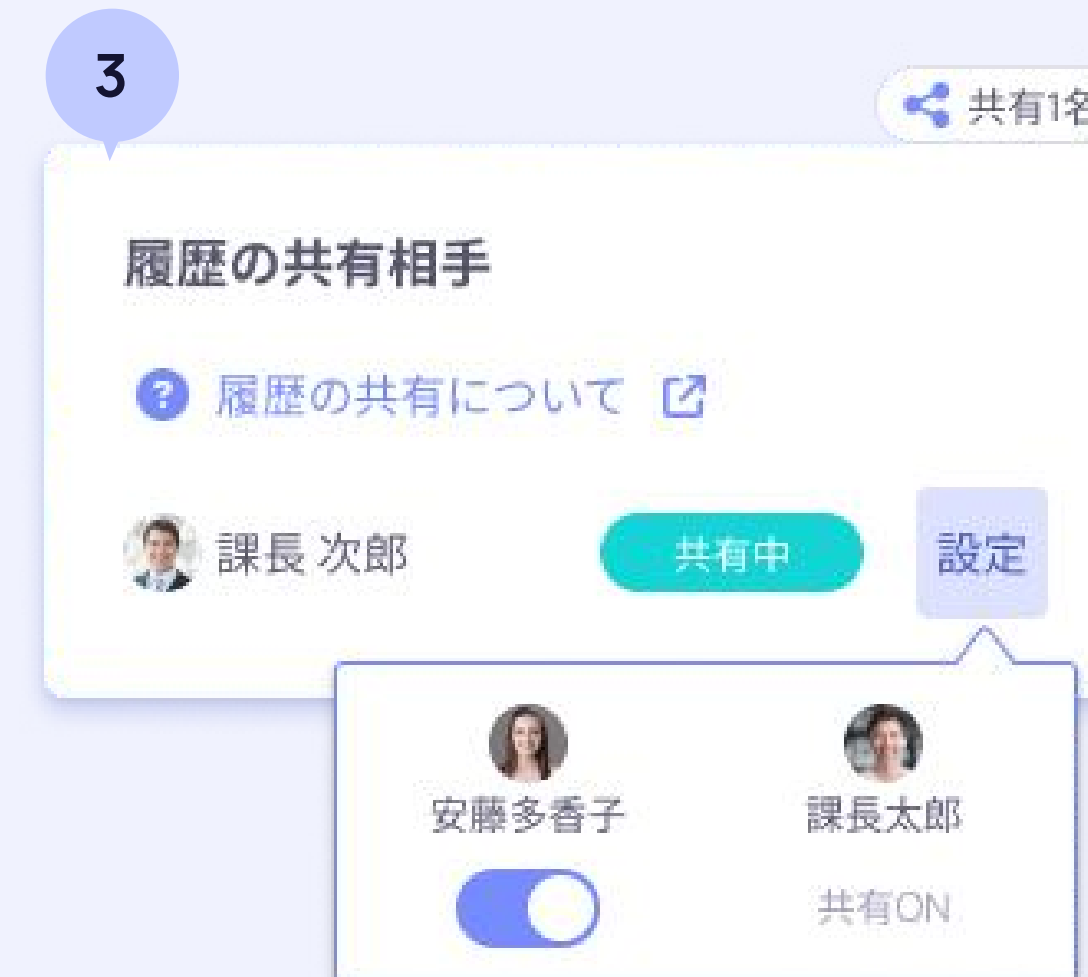 3
共有1名
履歴の共有相手
? 履歴の共有について
課長 次郎 共有中 設定
安藤多香子 課長太郎
共有ON